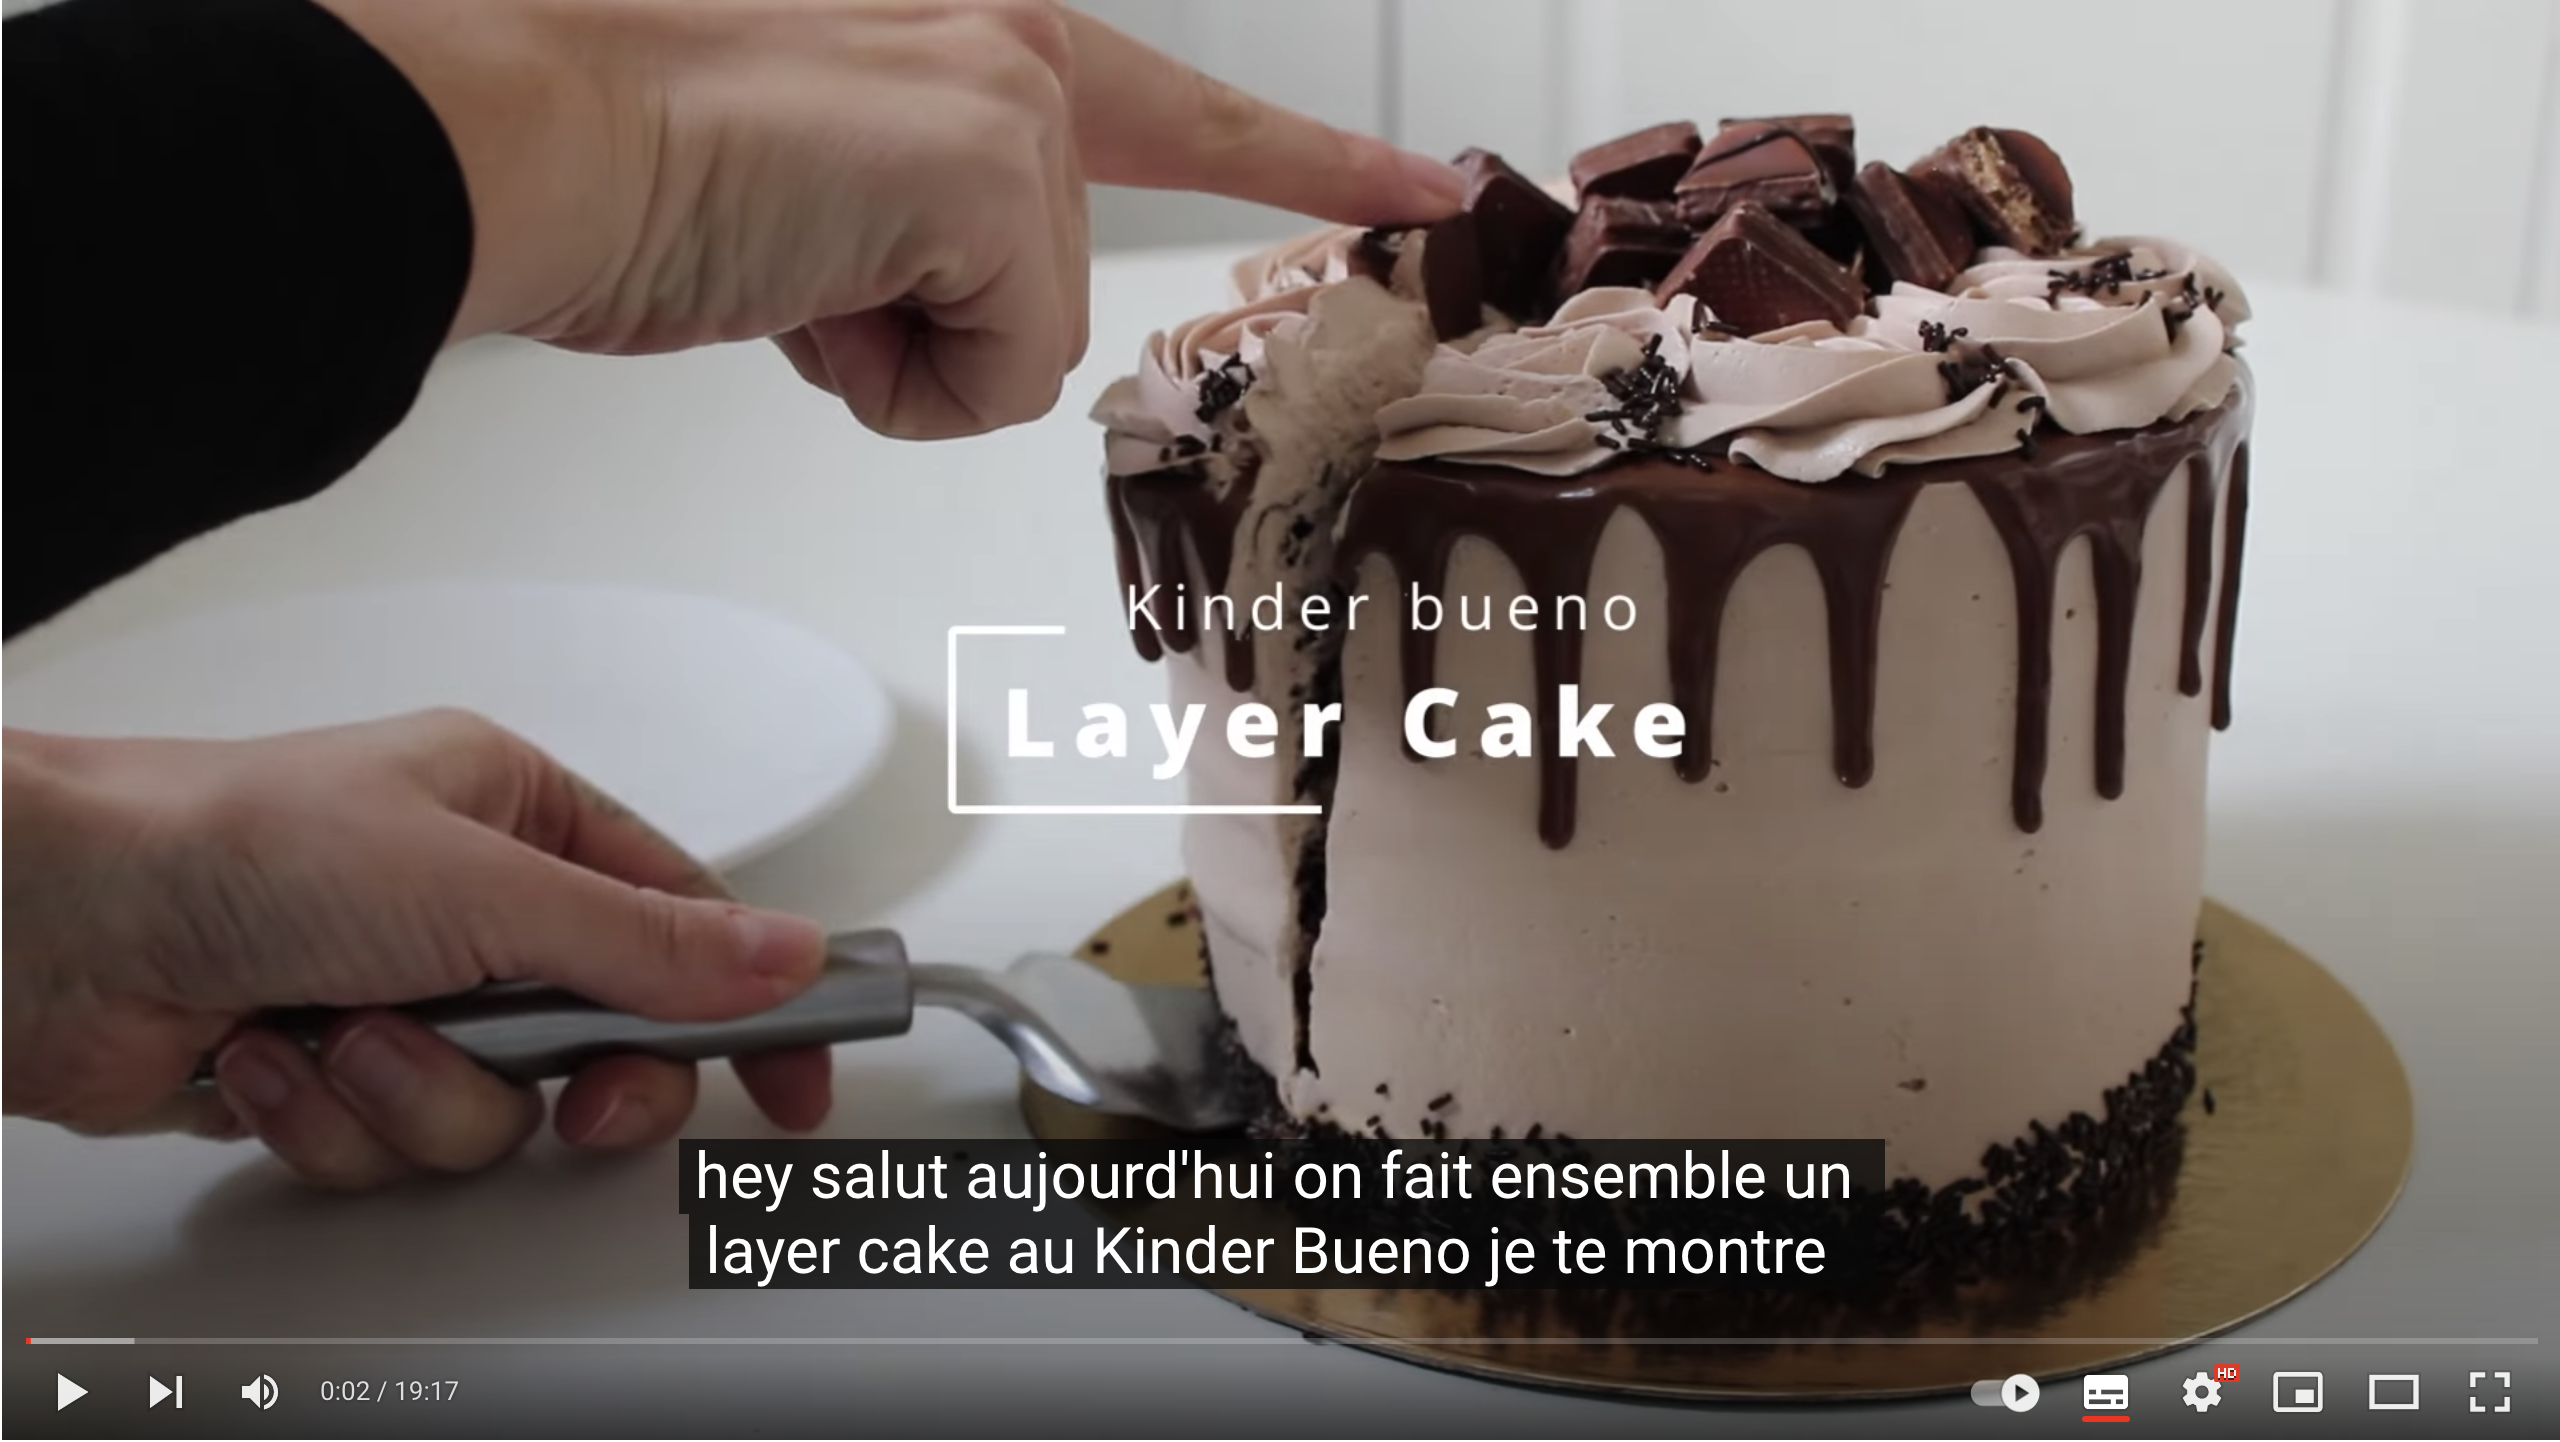 Kinder bueno
Layer Cake
hey salut aujourd'hui on fait ensemble un
layer cake au Kinder Bueno je te montre
0:02 / 19:17
HD